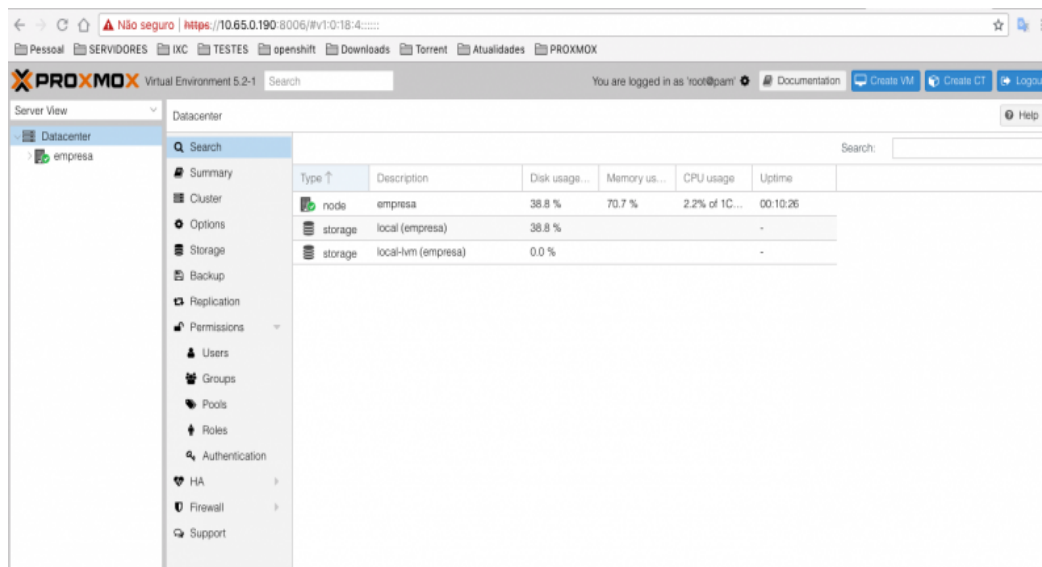 Não seguro | https://10.65.0.190:8006/#v1:0:18:4::::::
Pessoal SERVIDORES IXC TESTES openshift Downloads Torrent Atualidades PROXMOX
PROXMOX Virtual Environment 5.2-1 Search You are logged in as 'root@pam' Documentation Create VM Create CT Logou
Server View
Datacenter
empresa
Datacenter Help
Search
Summary
Cluster
Options
Storage
Backup
Replication
Permissions
Users
Groups
Pools
Roles
Authentication
HA
Firewall
Support
Search:
Type ↑ Description Disk usage... Memory us... CPU usage Uptime
node empresa 38.8 % 70.7 % 2.2% of 1C... 00:10:26
storage local (empresa) 38.8 % -
storage local-lvm (empresa) 0.0 % -